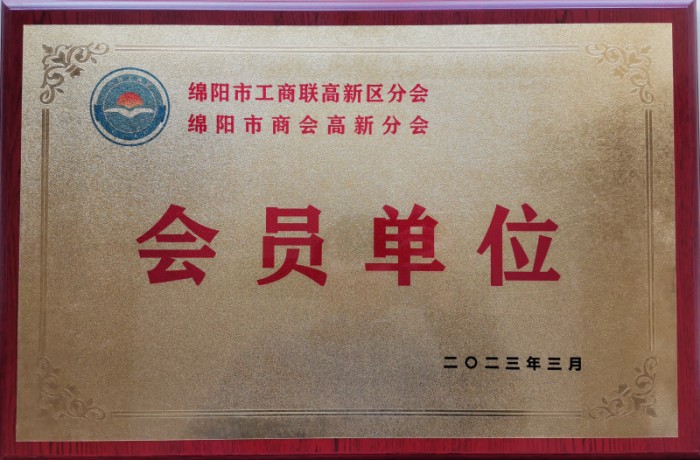 绵阳市工商联高新区分会
绵阳市商会高新分会
会员单位
二〇二三年三月